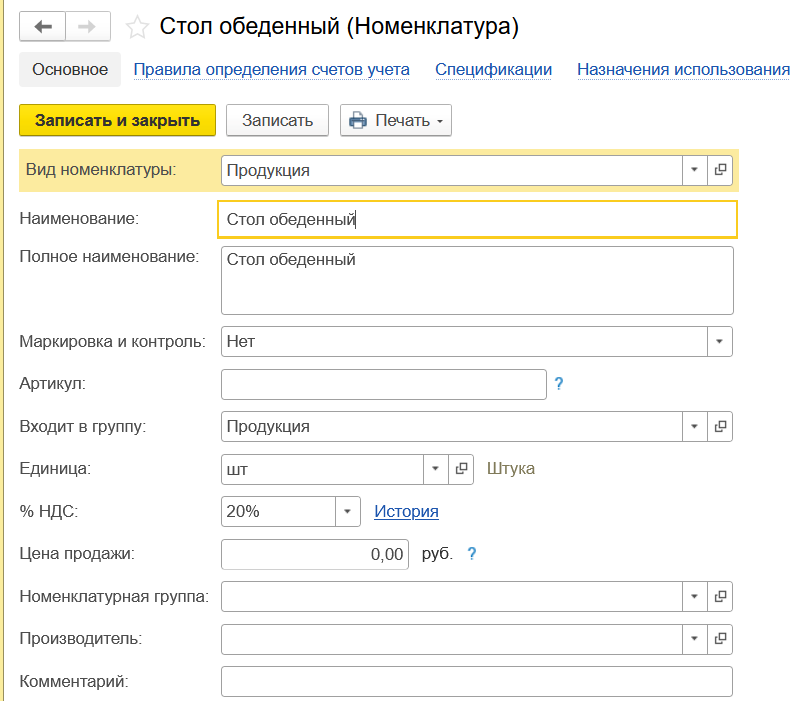 Стол обеденный (Номенклатура)
Основное Правила определения счетов учета Спецификации Назначения использования
Записать и закрыть Записать Печать
Вид номенклатуры: Продукция
Наименование: Стол обеденный
Полное наименование: Стол обеденный
Маркировка и контроль: Нет
Артикул: ?
Входит в группу: Продукция
Единица: шт Штука
% НДС: 20% История
Цена продажи: 0,00 руб. ?
Номенклатурная группа:
Производитель:
Комментарий: